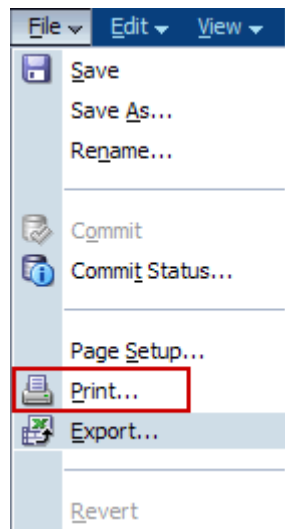 File Edit View
Save
Save As...
Rename...
Commit
Commit Status...
Page Setup...
Print...
Export...
Revert